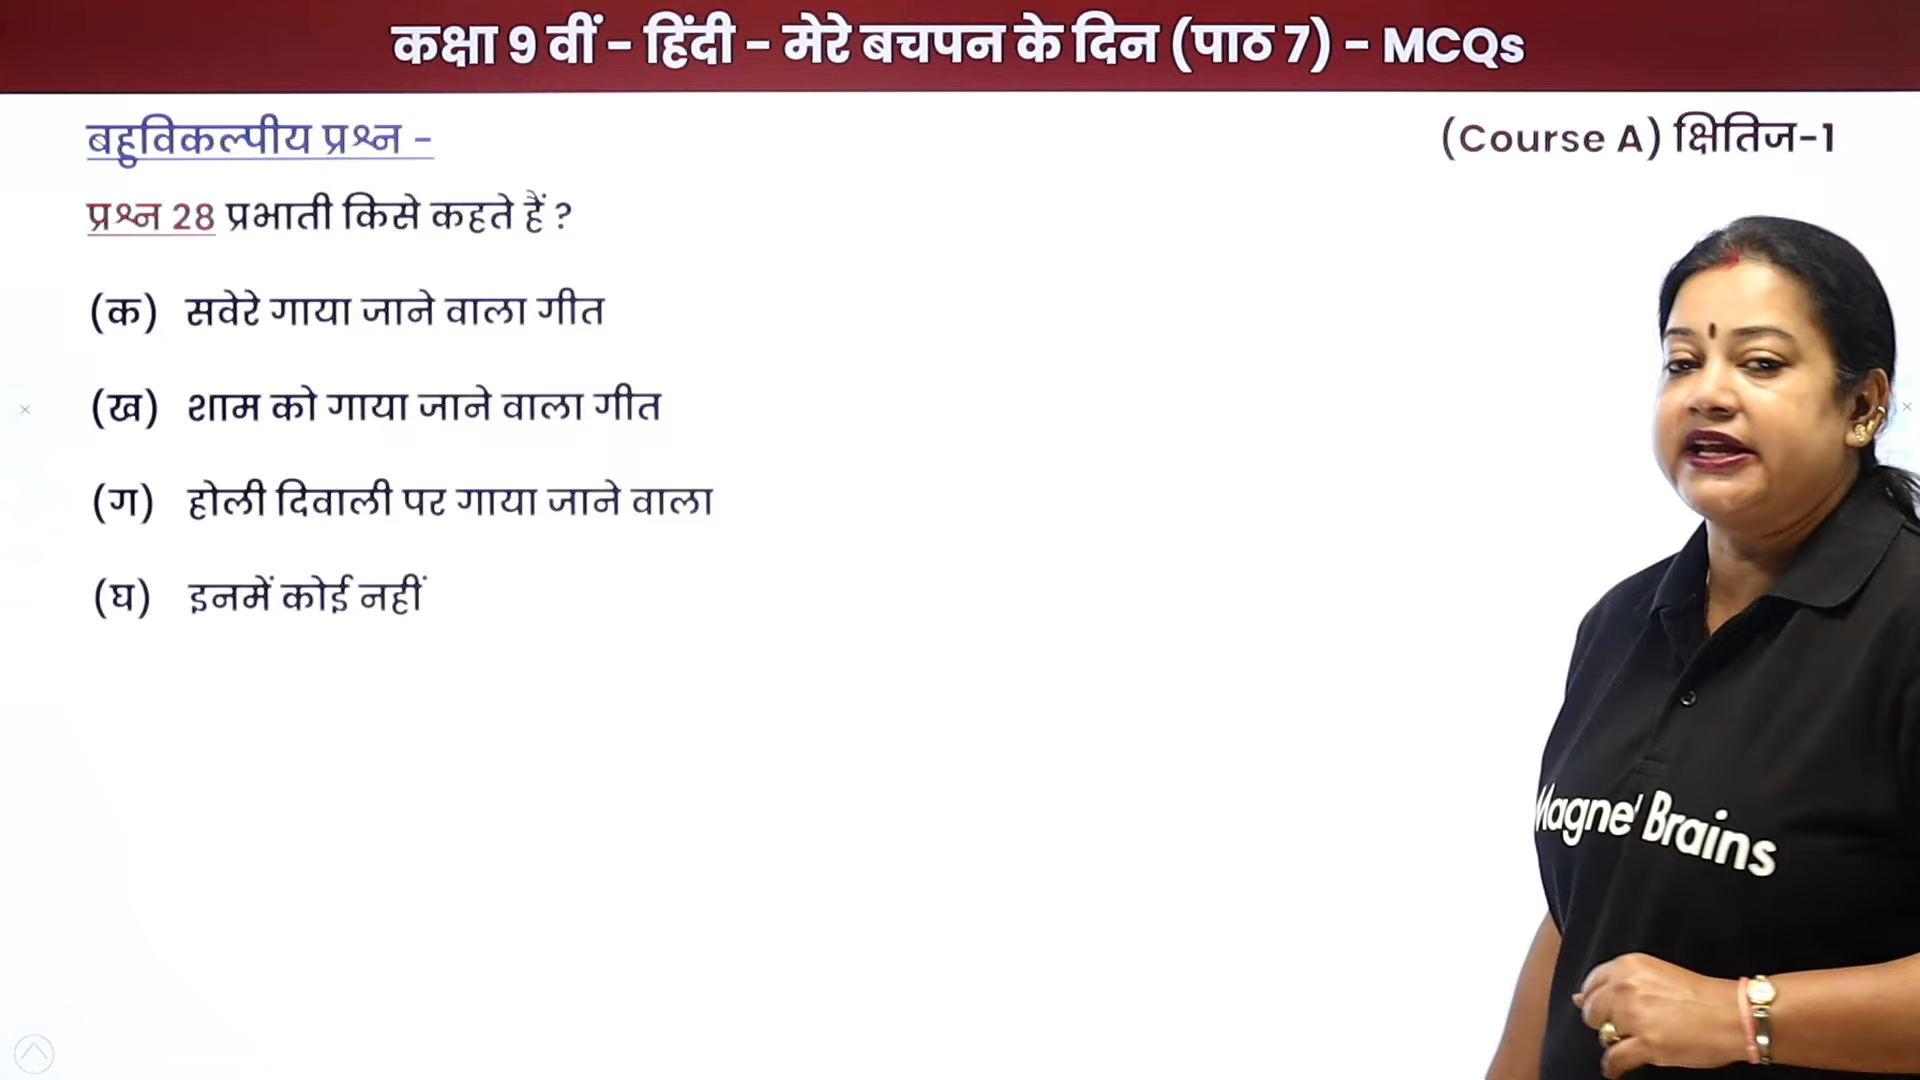 कक्षा 9 वीं - हिंदी - मेरे बचपन के दिन (पाठ 7) - MCQs
बहुविकल्पीय प्रश्न -
(Course A) क्षितिज-1
प्रश्न 28 प्रभाती किसे कहते हैं ?
(क) सवेरे गाया जाने वाला गीत
(ख) शाम को गाया जाने वाला गीत
(ग) होली दिवाली पर गाया जाने वाला
(घ) इनमें कोई नहीं
Magnet Brains